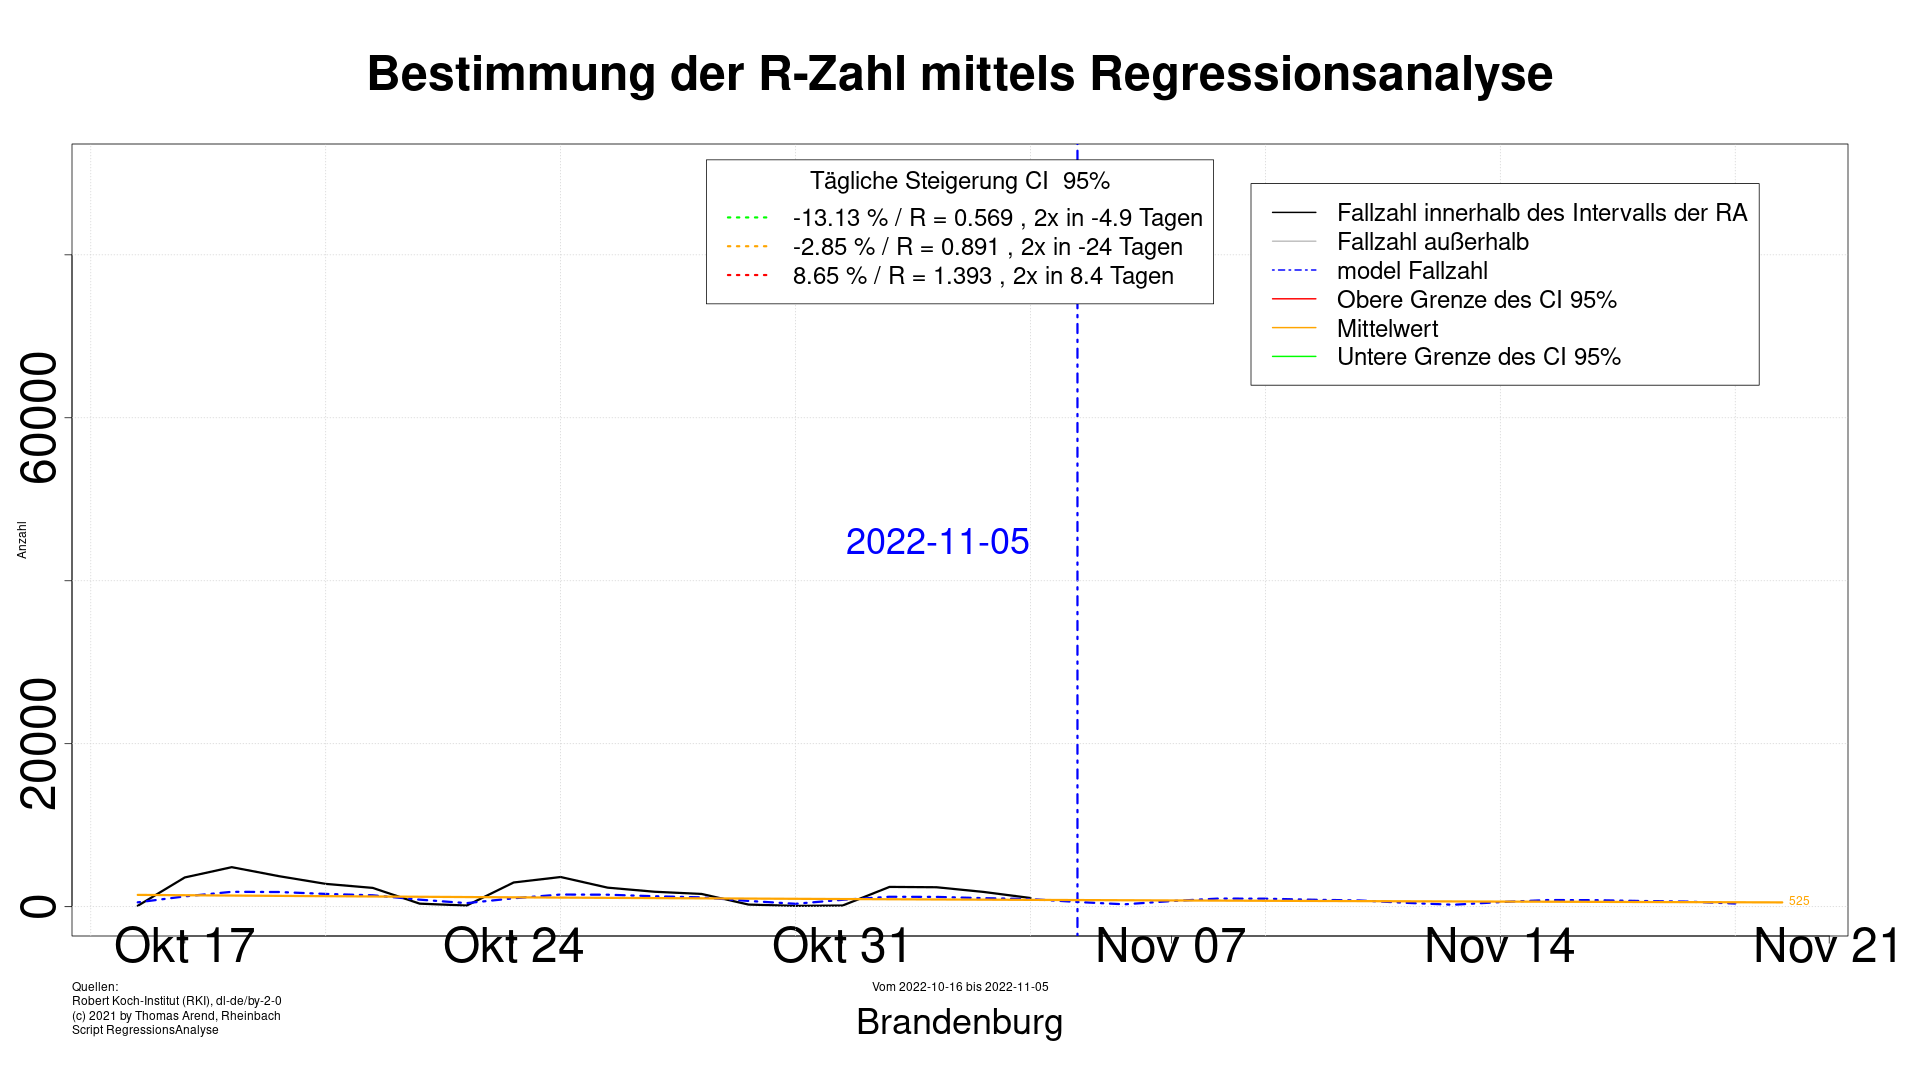 Bestimmung der R-Zahl mittels Regressionsanalyse
Tägliche Steigerung CI  95%
-13.13 % / R = 0.569 , 2x in -4.9 Tagen
-2.85 % / R = 0.891 , 2x in -24 Tagen
8.65 % / R = 1.393 , 2x in 8.4 Tagen
Fallzahl innerhalb des Intervalls der RA
Fallzahl außerhalb
model Fallzahl
Obere Grenze des CI 95%
Mittelwert
Untere Grenze des CI 95%
60000
20000
0
Anzahl
2022-11-05
525
Okt 17
Okt 24
Okt 31
Nov 07
Nov 14
Nov 21
Quellen:
Robert Koch-Institut (RKI), dl-de/by-2-0
(c) 2021 by Thomas Arend, Rheinbach
Script RegressionsAnalyse
Vom 2022-10-16 bis 2022-11-05
Brandenburg